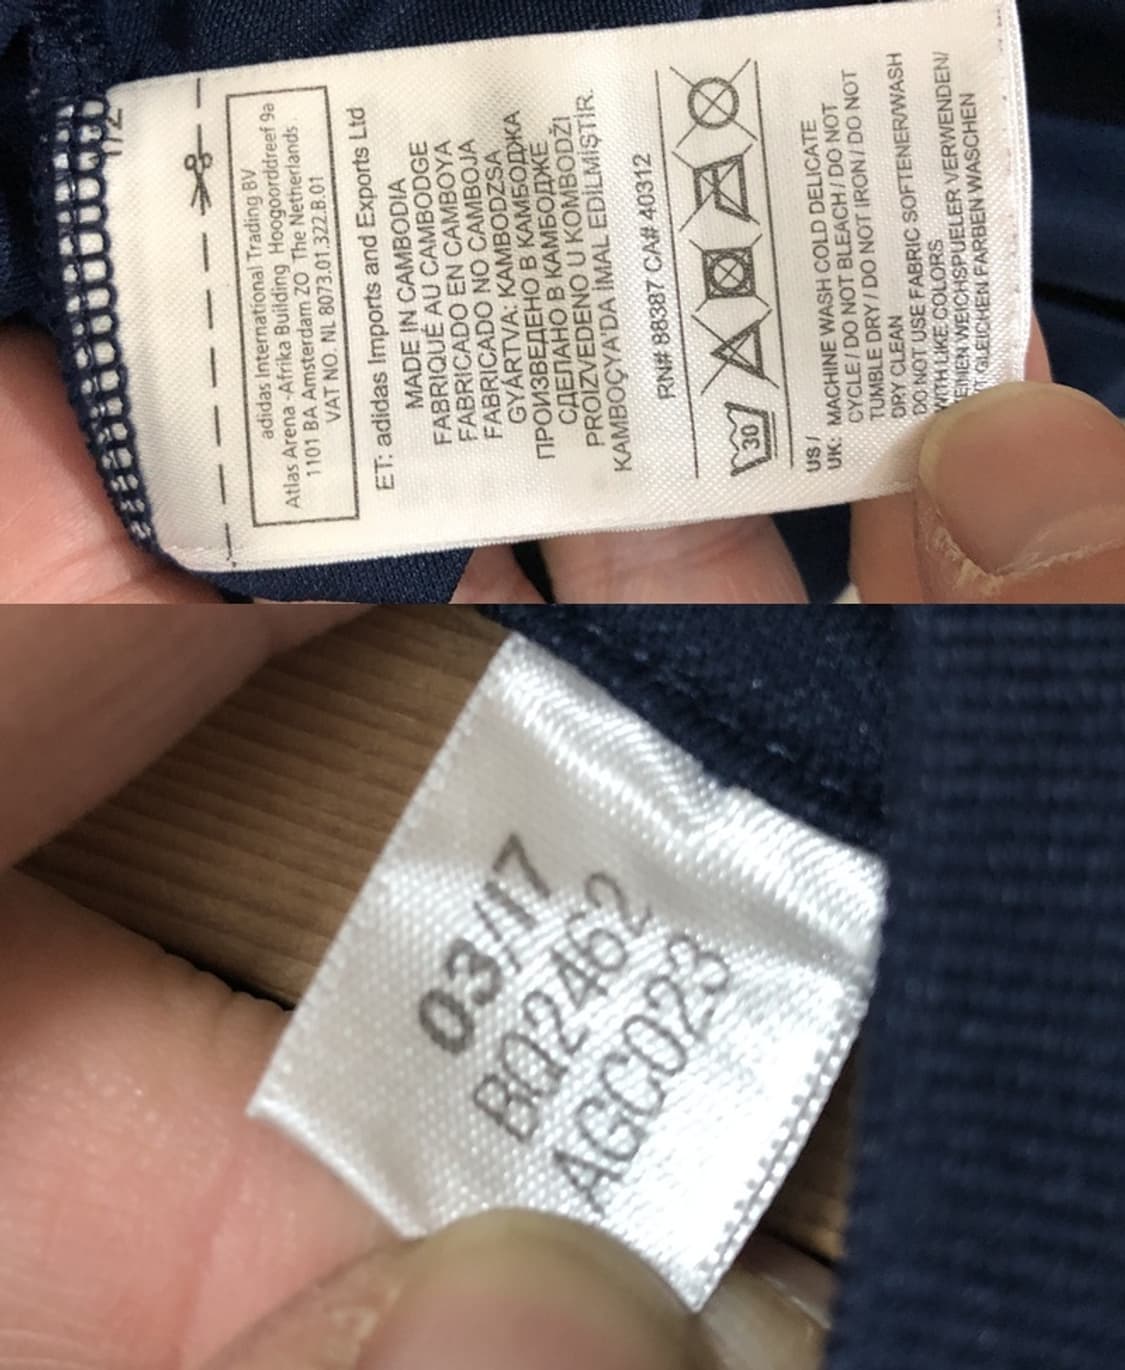 1/2
adidas International Trading BV
Atlas Arena -Afrika Building Hoogoorddreef 9a
1101 BA Amsterdam ZO The Netherlands
VAT NO. NL 8073.01.322.B.01
ET: adidas Imports and Exports Ltd
MADE IN CAMBODIA
FABRIQUÉ AU CAMBODGE
FABRICADO EN CAMBOYA
FABRICADO NO CAMBOJA
GYÁRTVA: KAMBODZSA
ПРОИЗВЕДЕНО В КАМБОДЖА
СДЕЛАНО В КАМБОДЖЕ
PROIZVEDENO U KOMBODŽI
KAMBOÇYA'DA İMAL EDİLMİŞTİR.
RN# 88387 CA# 40312
30
US /
UK: MACHINE WASH COLD DELICATE
CYCLE / DO NOT BLEACH / DO NOT
TUMBLE DRY / DO NOT IRON / DO NOT
DRY CLEAN
DO NOT USE FABRIC SOFTENER/WASH
WITH LIKE COLORS
WEICHSPUELER VERWENDEN/
GLEICHEN FARBEN WASCHEN
03/17
BQ2462
AGC023